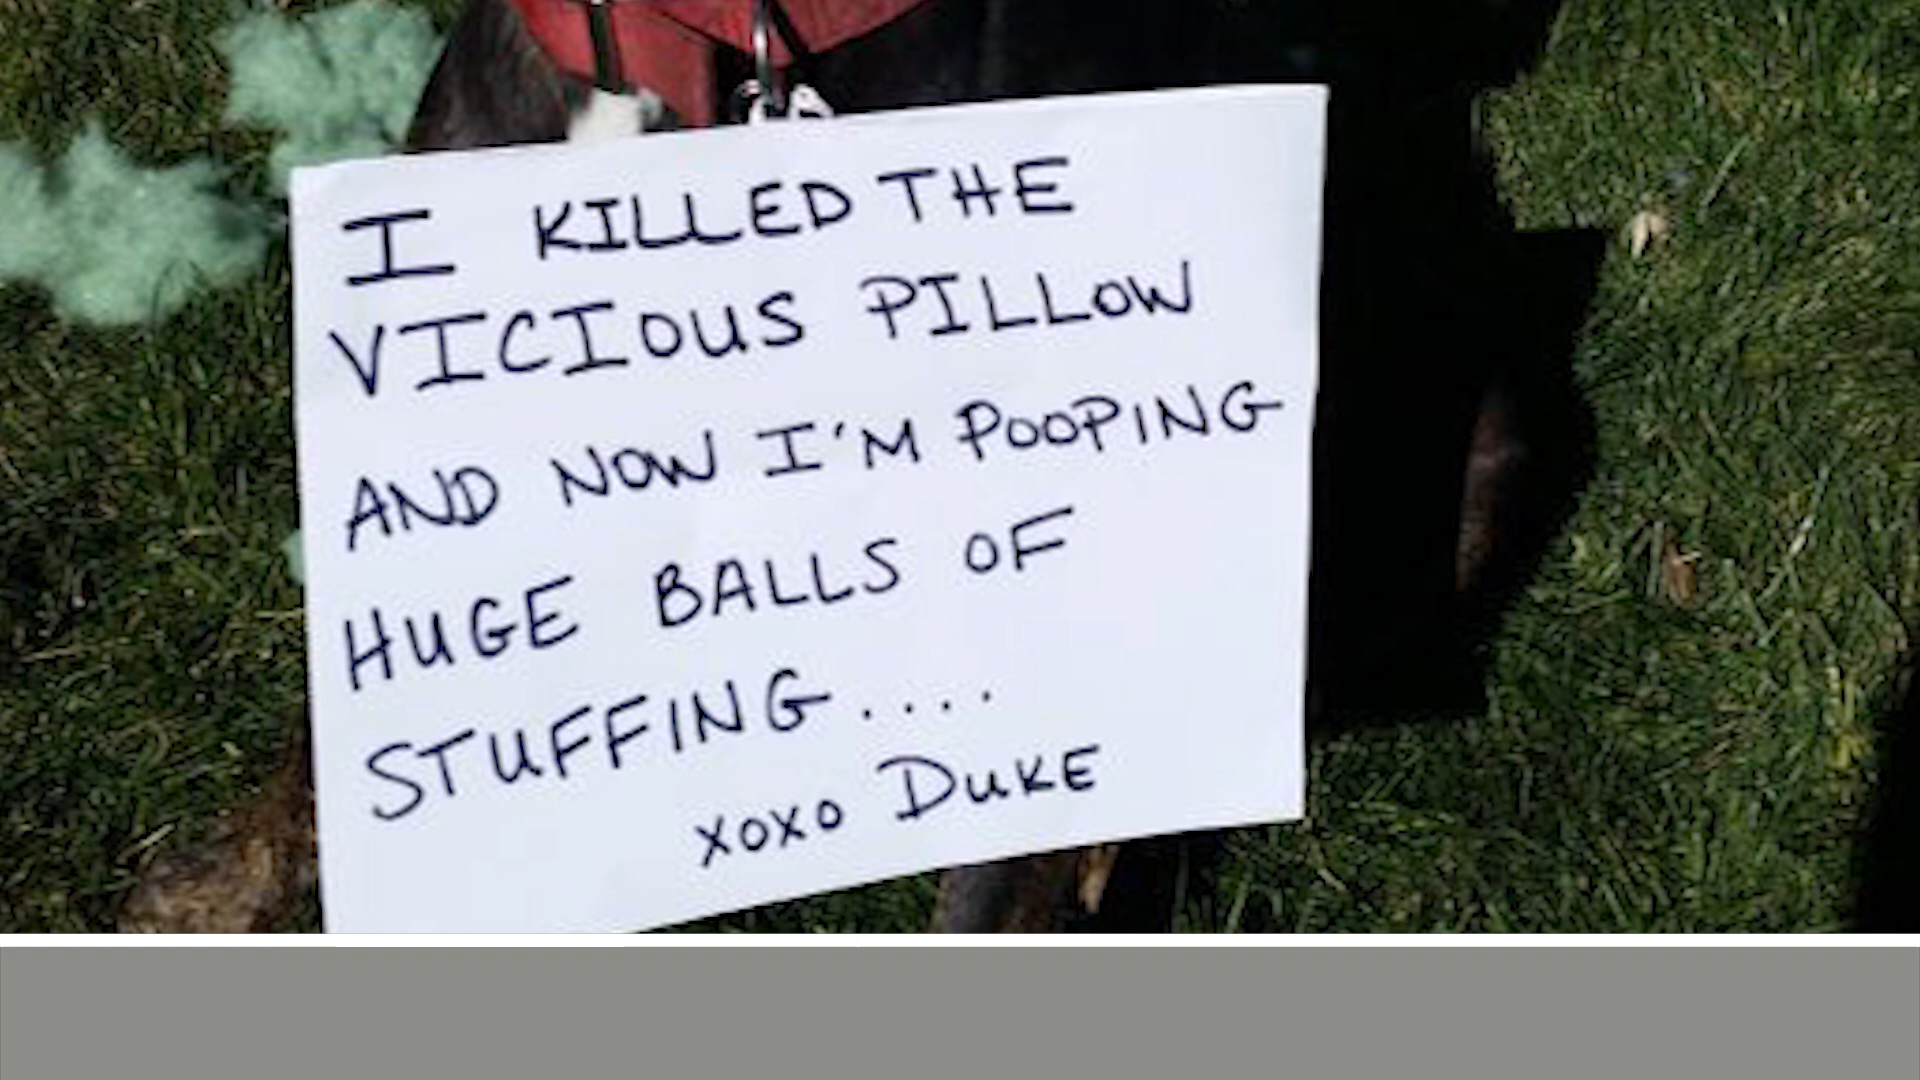 I KILLED THE
VICIOUS PILLOW
AND NOW I'M POOPING
HUGE BALLS OF
STUFFING....
xoxo DUKE